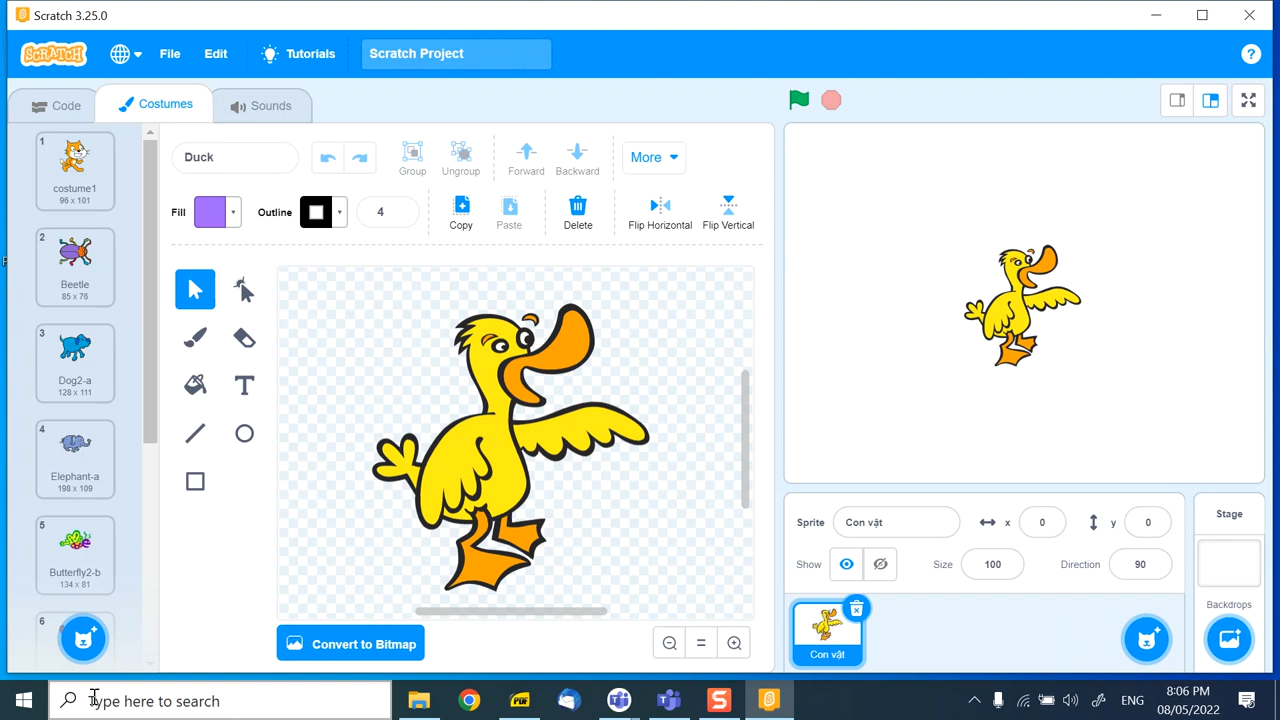 Scratch 3.25.0
SCRATCH
File
Edit
Tutorials
Scratch Project
?
Code
Costumes
Sounds
1
costume1
96 x 101
2
Beetle
85 x 76
3
Dog2-a
128 x 111
4
Elephant-a
198 x 109
5
Butterfly2-b
134 x 81
6
Duck
Group
Ungroup
Forward
Backward
More
Fill
Outline
4
Copy
Paste
Delete
Flip Horizontal
Flip Vertical
T
Convert to Bitmap
Sprite
Con vật
x
0
y
0
Show
Size
100
Direction
90
Con vật
Stage
Backdrops
Type here to search
PDF
ENG
8:06 PM
08/05/2022